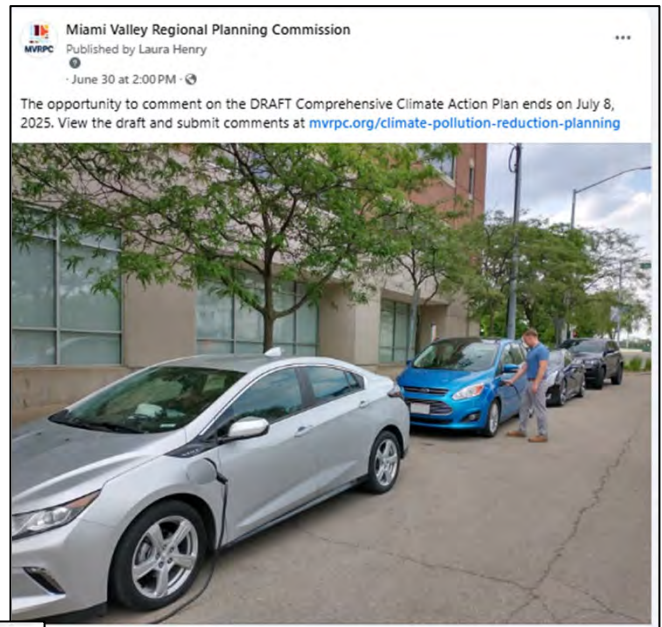 Miami Valley Regional Planning Commission
MVRPC
Published by Laura Henry
· June 30 at 2:00 PM ·
The opportunity to comment on the DRAFT Comprehensive Climate Action Plan ends on July 8,
2025. View the draft and submit comments at mvrpc.org/climate-pollution-reduction-planning